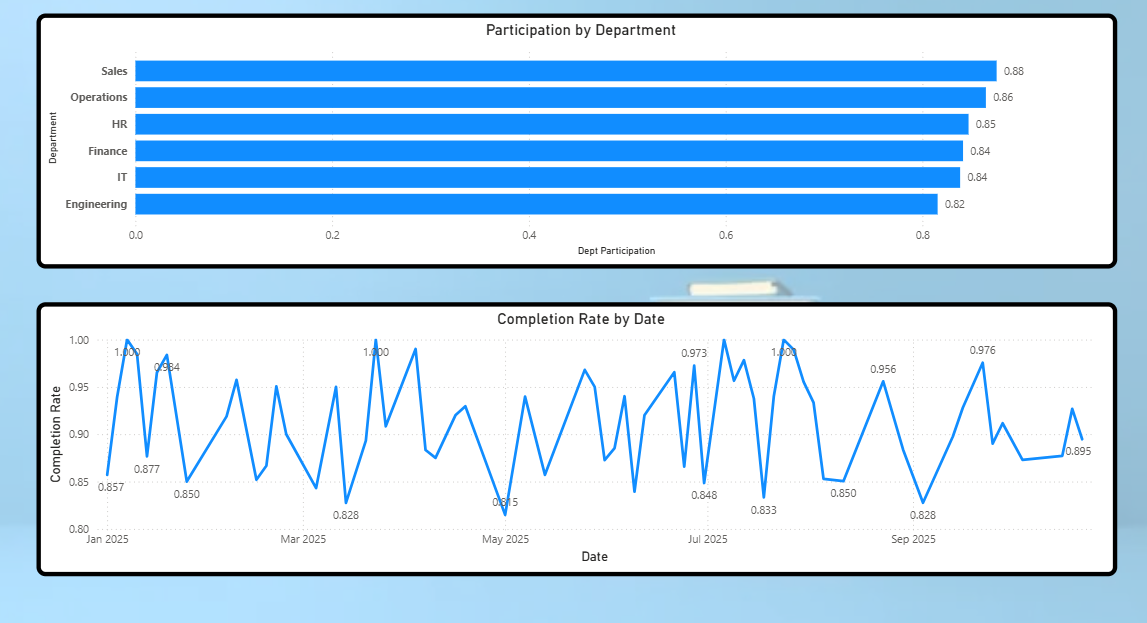 Participation by Department
Department
Sales 0.88
Operations 0.86
HR 0.85
Finance 0.84
IT 0.84
Engineering 0.82
0.0 0.2 0.4 0.6 0.8
Dept Participation
Completion Rate by Date
Completion Rate
1.00
0.95
0.90
0.85
0.80
0.857
1.000
0.877
0.984
0.850
0.828
1.000
0.815
0.973
0.848
0.833
1.000
0.850
0.956
0.828
0.976
0.895
Jan 2025 Mar 2025 May 2025 Jul 2025 Sep 2025
Date